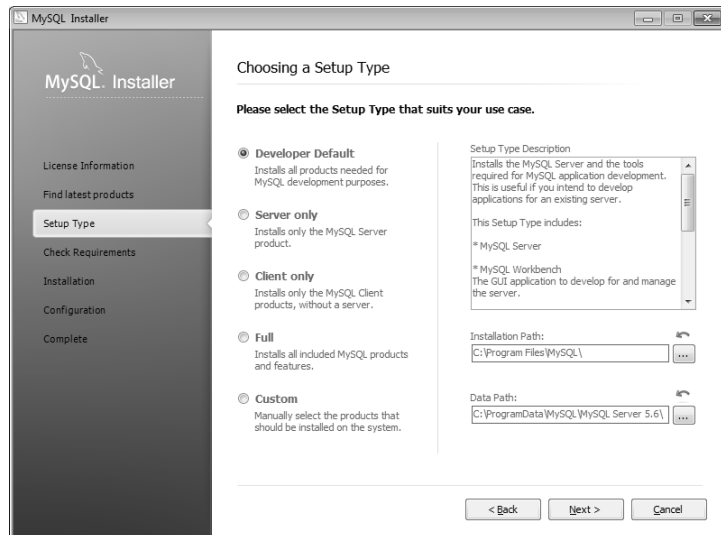 MySQL Installer
MySQL. Installer
License Information
Find latest products
Setup Type
Check Requirements
Installation
Configuration
Complete
Choosing a Setup Type
Please select the Setup Type that suits your use case.
Developer Default
Installs all products needed for
MySQL development purposes.
Server only
Installs only the MySQL Server
product.
Client only
Installs only the MySQL Client
products, without a server.
Full
Installs all included MySQL products
and features.
Custom
Manually select the products that
should be installed on the system.
Setup Type Description
Installs the MySQL Server and the tools
required for MySQL application development.
This is useful if you intend to develop
applications for an existing server.
This Setup Type includes:
* MySQL Server
* MySQL Workbench
The GUI application to develop for and manage
the server.
Installation Path:
C:\Program Files\MySQL\
...
Data Path:
C:\ProgramData\MySQL\MySQL Server 5.6\
...
< Back
Next >
Cancel